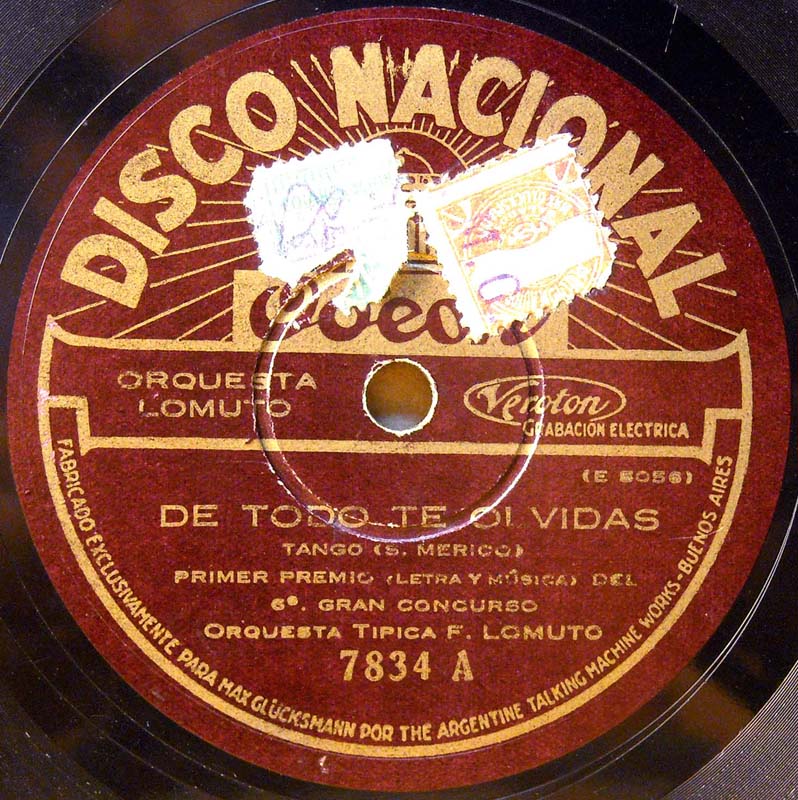 DISCO NACIONAL
Odeon
ORQUESTA
LOMUTO
Veroton
GRABACIÓN ELECTRICA
(E 5056)
DE TODO TE OLVIDAS
TANGO (S. MERICO)
PRIMER PREMIO (LETRA Y MÚSICA) DEL
6º. GRAN CONCURSO
ORQUESTA TIPICA F. LOMUTO
7834 A
FABRICADO EXCLUSIVAMENTE PARA MAX GLÜCKSMANN POR THE ARGENTINE TALKING MACHINE WORKS - BUENOS AIRES